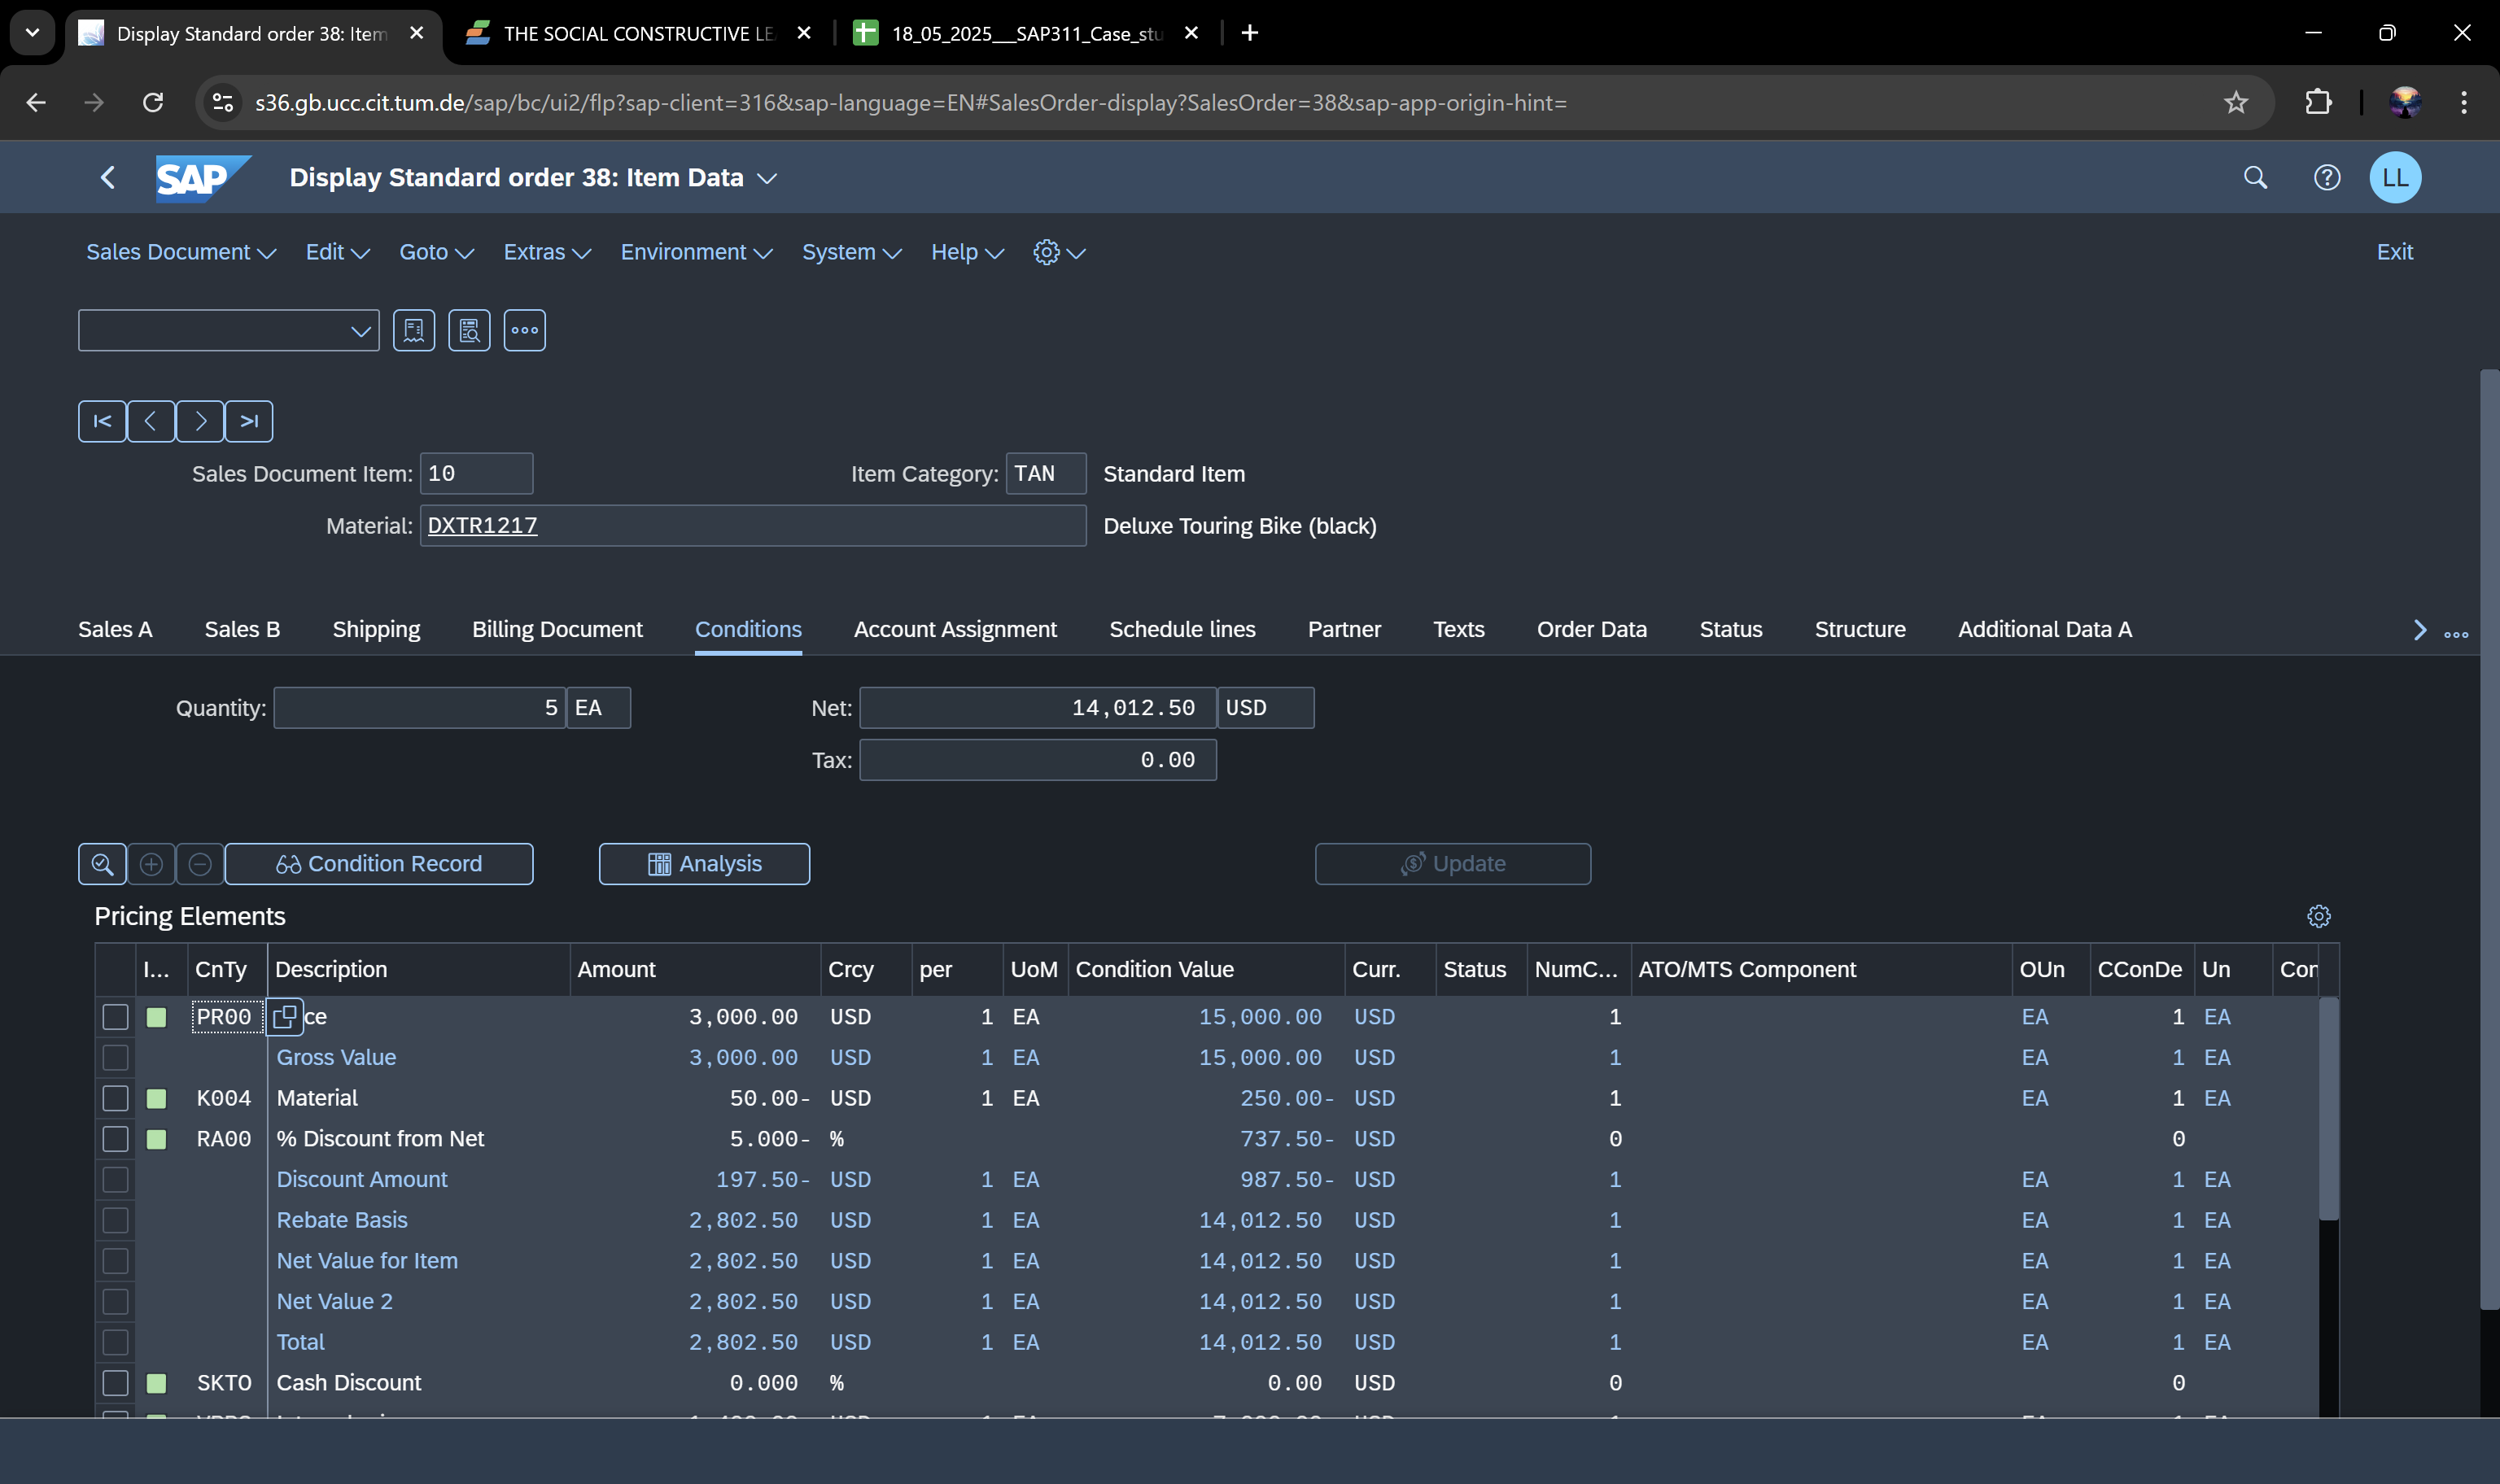 Display Standard order 38: Item
THE SOCIAL CONSTRUCTIVE LE
18_05_2025___SAP311_Case_stu
s36.gb.ucc.cit.tum.de/sap/bc/ui2/flp?sap-client=316&sap-language=EN#SalesOrder-display?SalesOrder=38&sap-app-origin-hint=
SAP Display Standard order 38: Item Data LL
Sales Document Edit Goto Extras Environment System Help Exit
Sales Document Item: 10 Item Category: TAN Standard Item
Material: DXTR1217 Deluxe Touring Bike (black)
Sales A Sales B Shipping Billing Document Conditions Account Assignment Schedule lines Partner Texts Order Data Status Structure Additional Data A
Quantity: 5 EA Net: 14,012.50 USD
Tax: 0.00
Condition Record Analysis Update
Pricing Elements
I... CnTy Description Amount Crcy per UoM Condition Value Curr. Status NumC... ATO/MTS Component OUn CConDe Un Con
PR00 ce 3,000.00 USD 1 EA 15,000.00 USD 1 EA 1 EA
Gross Value 3,000.00 USD 1 EA 15,000.00 USD 1 EA 1 EA
K004 Material 50.00- USD 1 EA 250.00- USD 1 EA 1 EA
RA00 % Discount from Net 5.000- % 737.50- USD 0 0
Discount Amount 197.50- USD 1 EA 987.50- USD 1 EA 1 EA
Rebate Basis 2,802.50 USD 1 EA 14,012.50 USD 1 EA 1 EA
Net Value for Item 2,802.50 USD 1 EA 14,012.50 USD 1 EA 1 EA
Net Value 2 2,802.50 USD 1 EA 14,012.50 USD 1 EA 1 EA
Total 2,802.50 USD 1 EA 14,012.50 USD 1 EA 1 EA
SKTO Cash Discount 0.000 % 0.00 USD 0 0